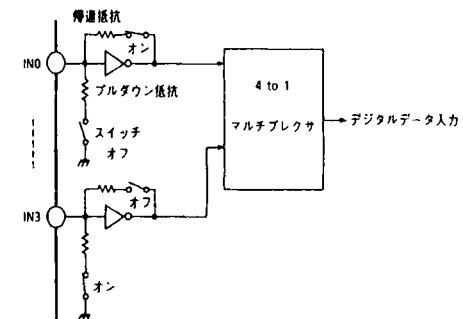 帰還抵抗
オン
IN0
4 to 1
プルダウン抵抗
マルチプレクサ
デジタルデータ入力
スイッチ
オフ
オフ
IN3
オン